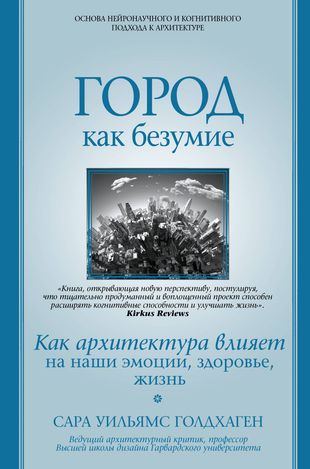 ОСНОВА НЕЙРОНАУЧНОГО И КОГНИТИВНОГО
ПОДХОДА К АРХИТЕКТУРЕ
ГОРОД
как безумие
«Книга, открывающая новую перспективу, постулируя,
что тщательно продуманный и воплощенный проект способен
расширять когнитивные способности и улучшать жизнь».
Kirkus Reviews
Как архитектура влияет
на наши эмоции, здоровье,
жизнь
САРА УИЛЬЯМС ГОЛДХАГЕН
Ведущий архитектурный критик, профессор
Высшей школы дизайна Гарвардского университета